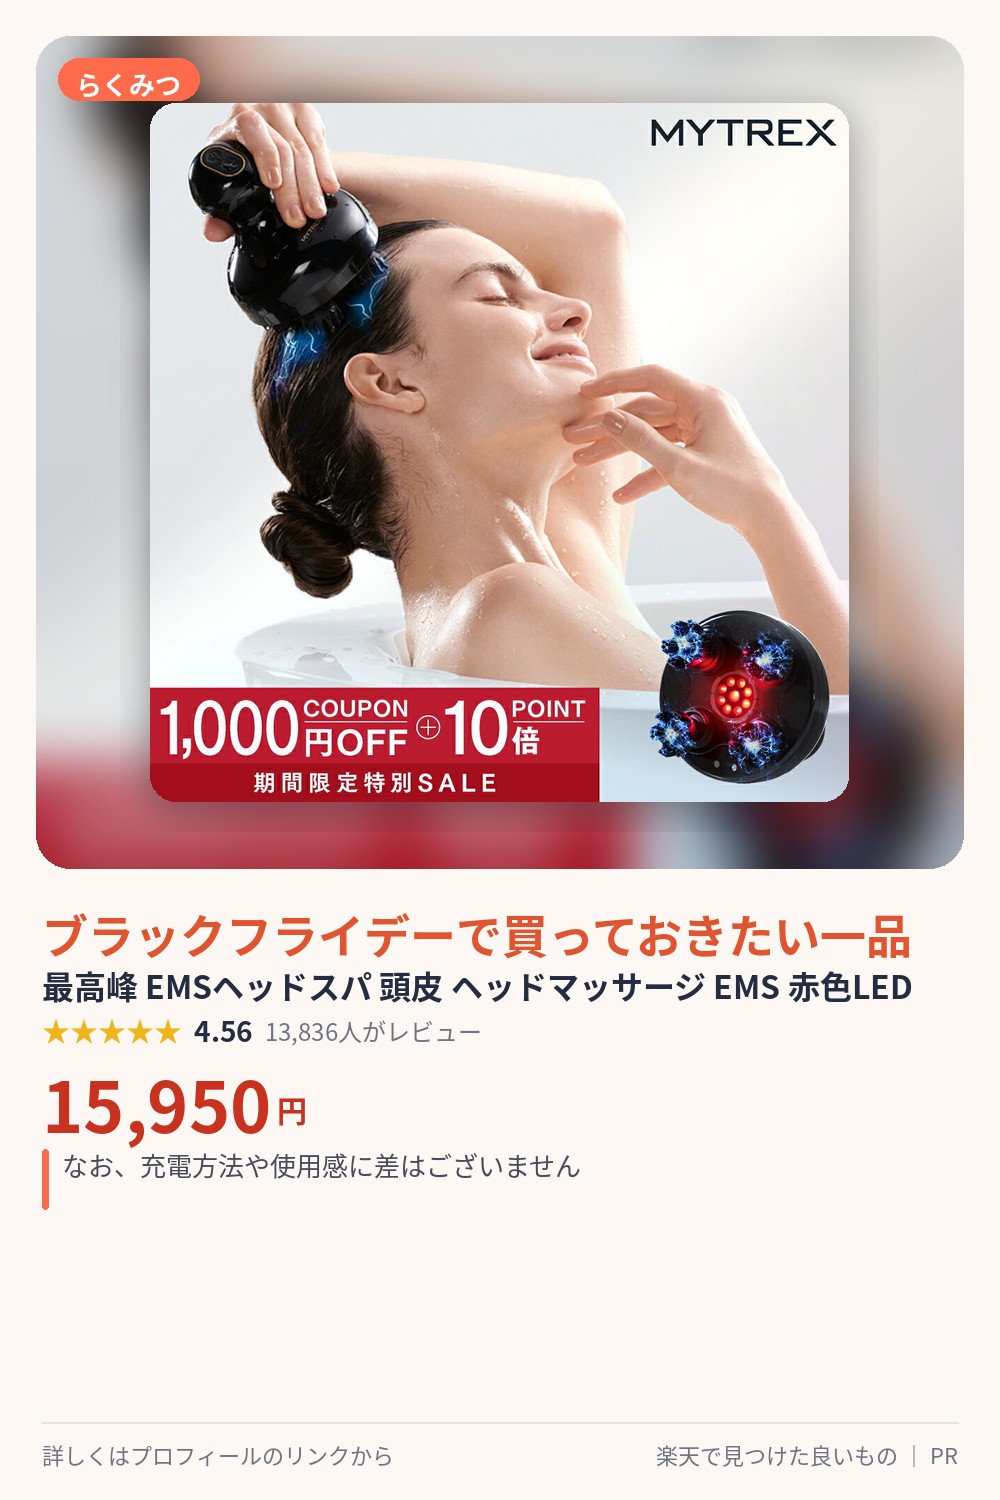 らくみつ
MYTREX
1,000 COUPON 円OFF + 10 POINT 倍
期間限定特別SALE
ブラックフライデーで買っておきたい一品
最高峰 EMSヘッドスパ 頭皮 ヘッドマッサージ EMS 赤色LED
★★★★★ 4.56 13,836人がレビュー
15,950円
なお、充電方法や使用感に差はございません
詳しくはプロフィールのリンクから
楽天で見つけた良いもの | PR